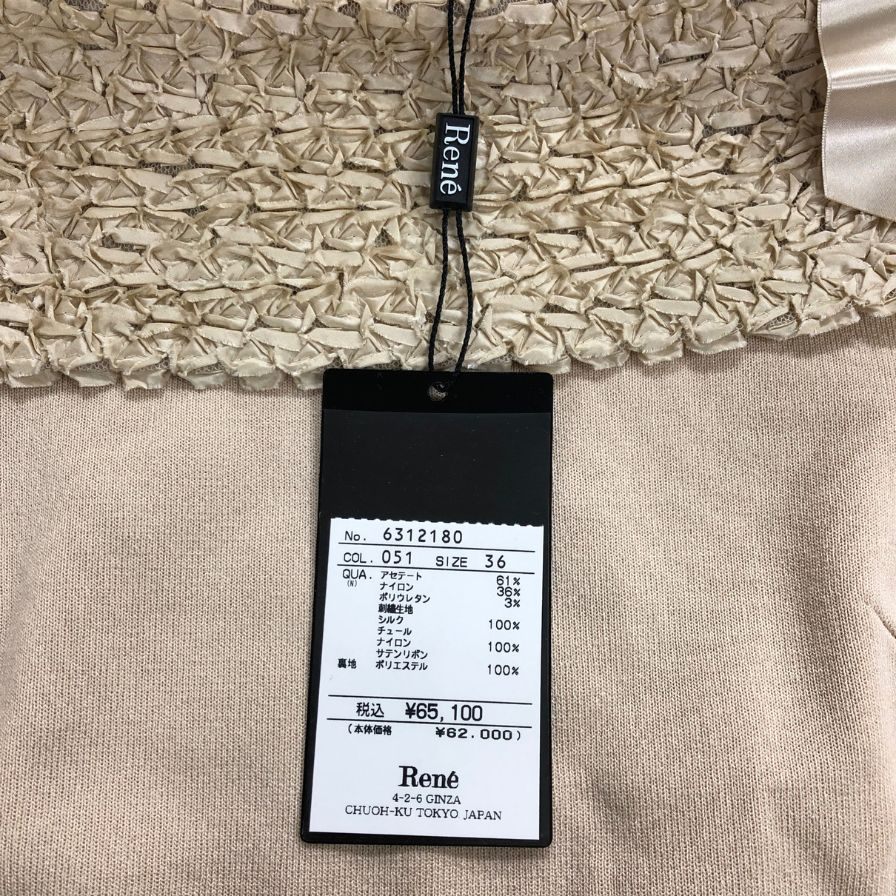 René
No. 6312180
COL. 051 SIZE 36
QUA. アセテート 61%
(N) ナイロン 36%
ポリウレタン 3%
刺繍生地
シルク 100%
チュール
ナイロン 100%
サテンリボン
裏地 ポリエステル 100%
税込 ¥65,100
(本体価格 ¥62.000)
René
4-2-6 GINZA
CHUOH-KU TOKYO. JAPAN